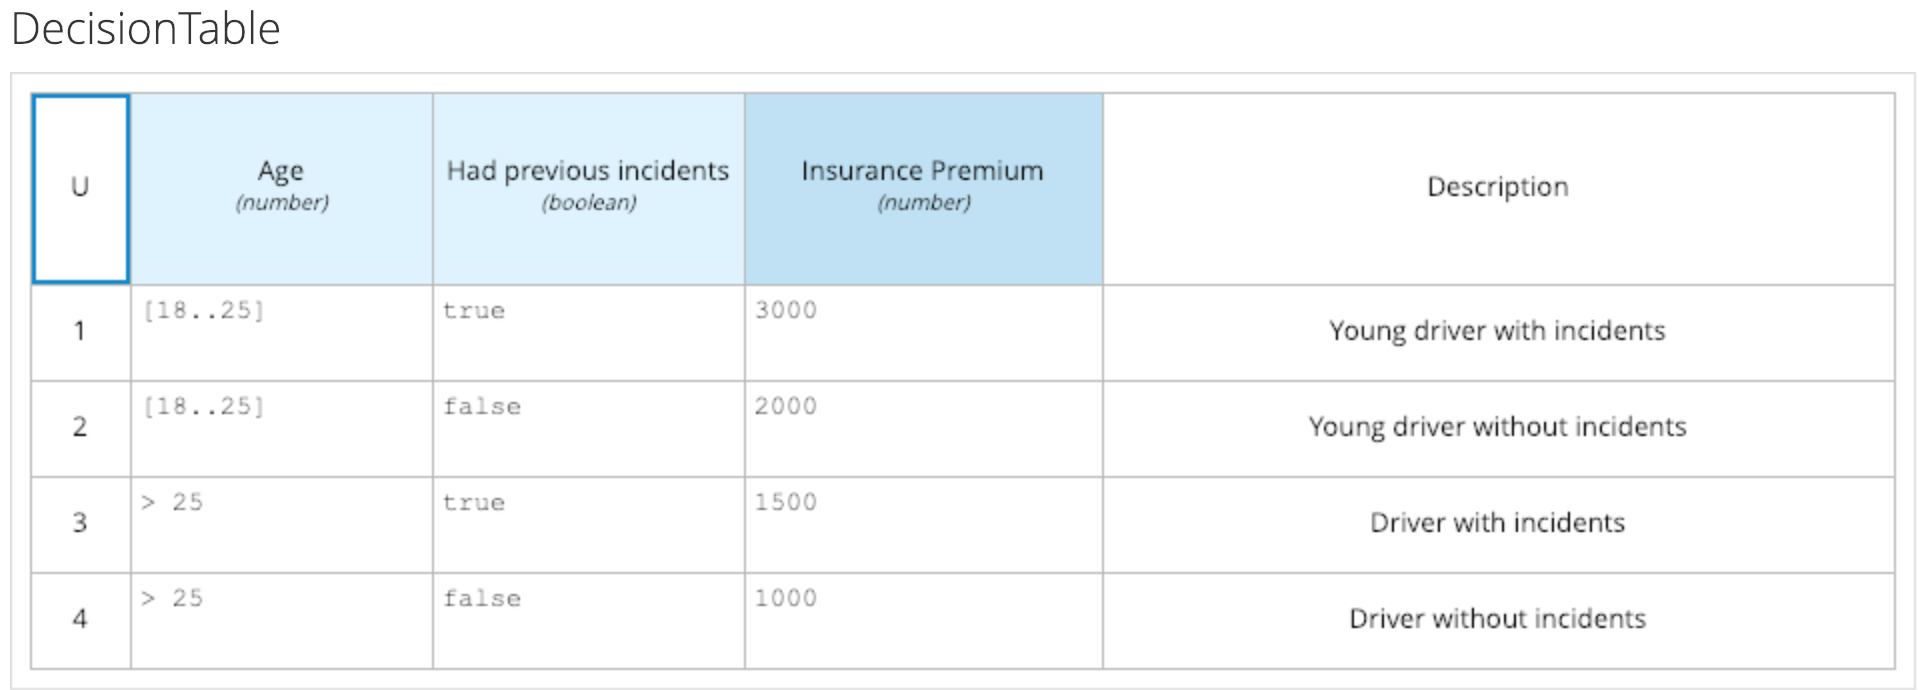 DecisionTable
U Age Had previous incidents Insurance Premium Description
(number) (boolean) (number)
1 [18..25] true 3000 Young driver with incidents
2 [18..25] false 2000 Young driver without incidents
3 > 25 true 1500 Driver with incidents
4 > 25 false 1000 Driver without incidents